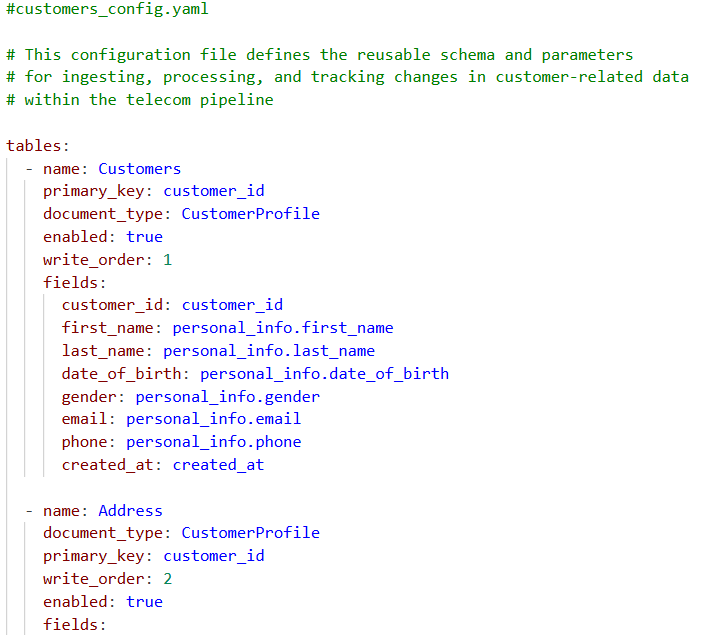 #customers_config.yaml
# This configuration file defines the reusable schema and parameters
# for ingesting, processing, and tracking changes in customer-related data
# within the telecom pipeline
tables:
  - name: Customers
    primary_key: customer_id
    document_type: CustomerProfile
    enabled: true
    write_order: 1
    fields:
      customer_id: customer_id
      first_name: personal_info.first_name
      last_name: personal_info.last_name
      date_of_birth: personal_info.date_of_birth
      gender: personal_info.gender
      email: personal_info.email
      phone: personal_info.phone
      created_at: created_at
  - name: Address
    document_type: CustomerProfile
    primary_key: customer_id
    write_order: 2
    enabled: true
    fields: